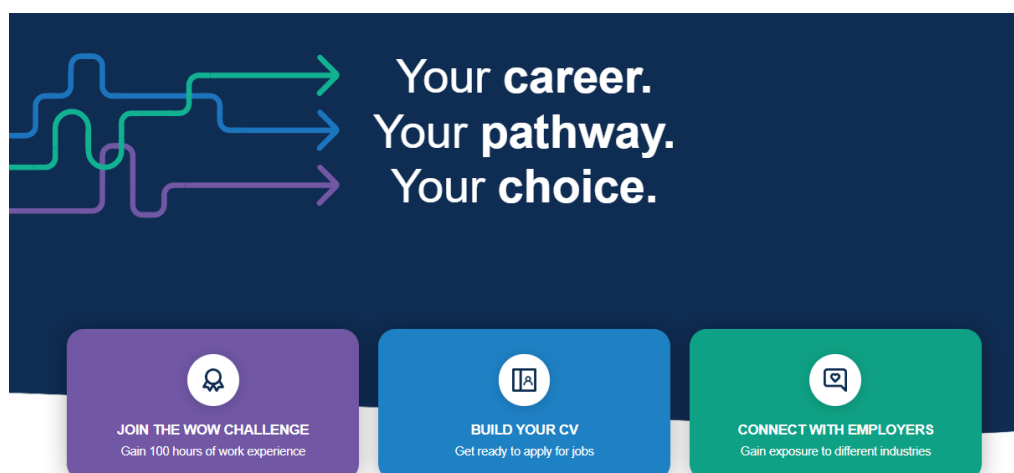 Your career.
Your pathway.
Your choice.
JOIN THE WOW CHALLENGE
Gain 100 hours of work experience
BUILD YOUR CV
Get ready to apply for jobs
CONNECT WITH EMPLOYERS
Gain exposure to different industries